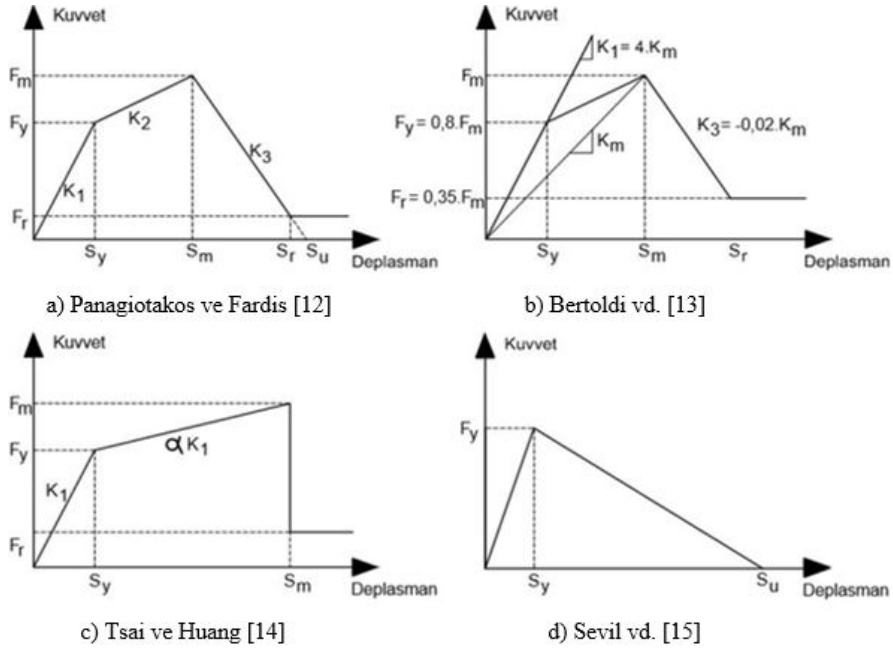 Kuvvet
Fm
Fy
Fr
K1
K2
K3
Sy
Sm
Sr
Su
Deplasman
a) Panagiotakos ve Fardis [12]
Kuvvet
K1= 4.Km
Fm
Fy = 0,8.Fm
Fr = 0,35.Fm
Km
K3= -0,02.Km
Sy
Sm
Sr
Deplasman
b) Bertoldi vd. [13]
Kuvvet
Fm
Fy
Fr
K1
αK1
Sy
Sm
Deplasman
c) Tsai ve Huang [14]
Kuvvet
Fy
Sy
Su
Deplasman
d) Sevil vd. [15]